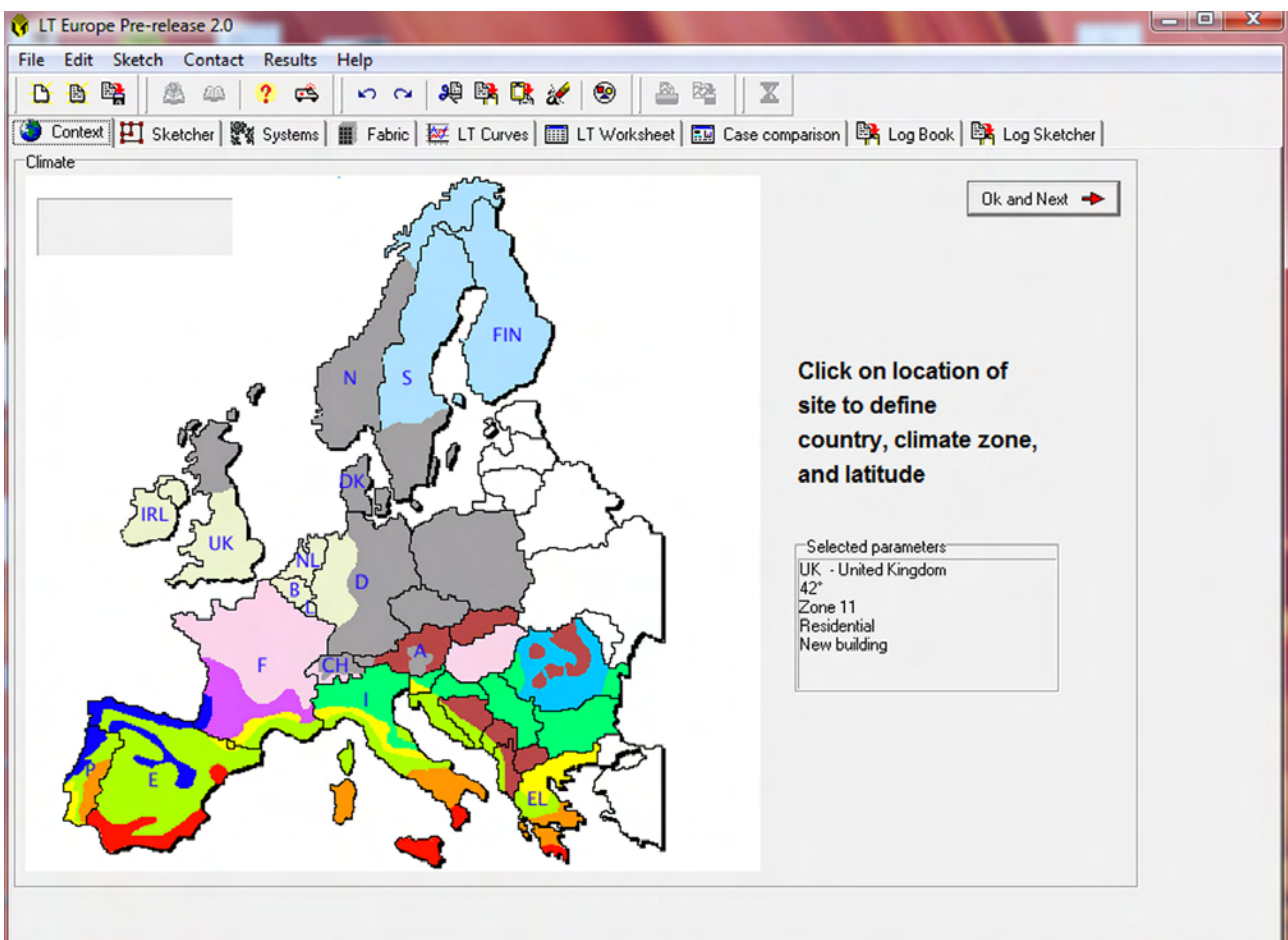 LT Europe Pre-release 2.0
File Edit Sketch Contact Results Help
Context Sketcher Systems Fabric LT Curves LT Worksheet Case comparison Log Book Log Sketcher
Climate
Ok and Next
FIN
N
S
Click on location of
site to define
country, climate zone,
and latitude
DK
IRL
UK
NL
D
B
L
Selected parameters
UK - United Kingdom
42°
Zone 11
Residential
New building
F
CH
A
I
P
E
EL